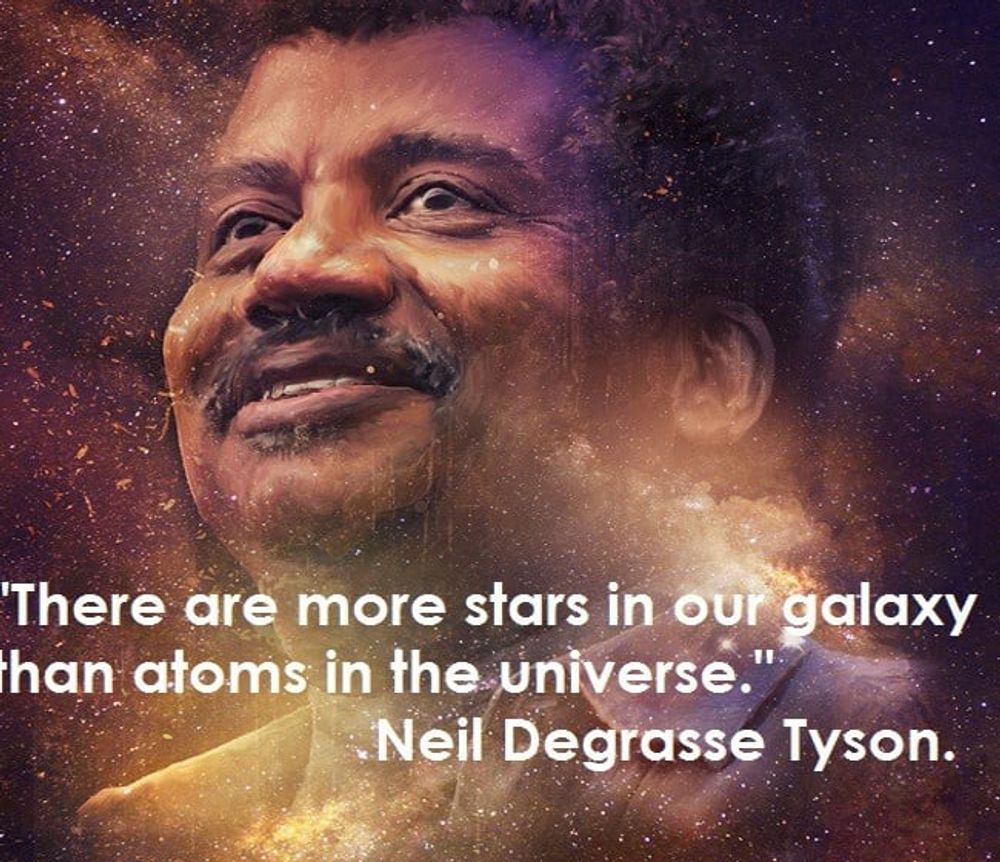 "There are more stars in our galaxy
than atoms in the universe."
Neil Degrasse Tyson.